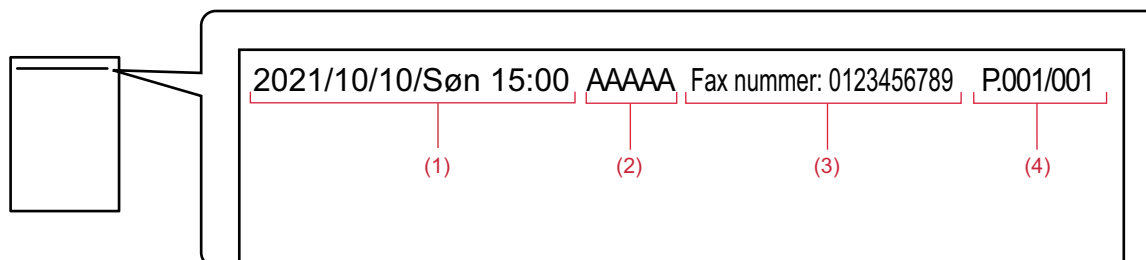 2021/10/10/Søn 15:00 AAAAA Fax nummer: 0123456789 P.001/001
(1) (2) (3) (4)